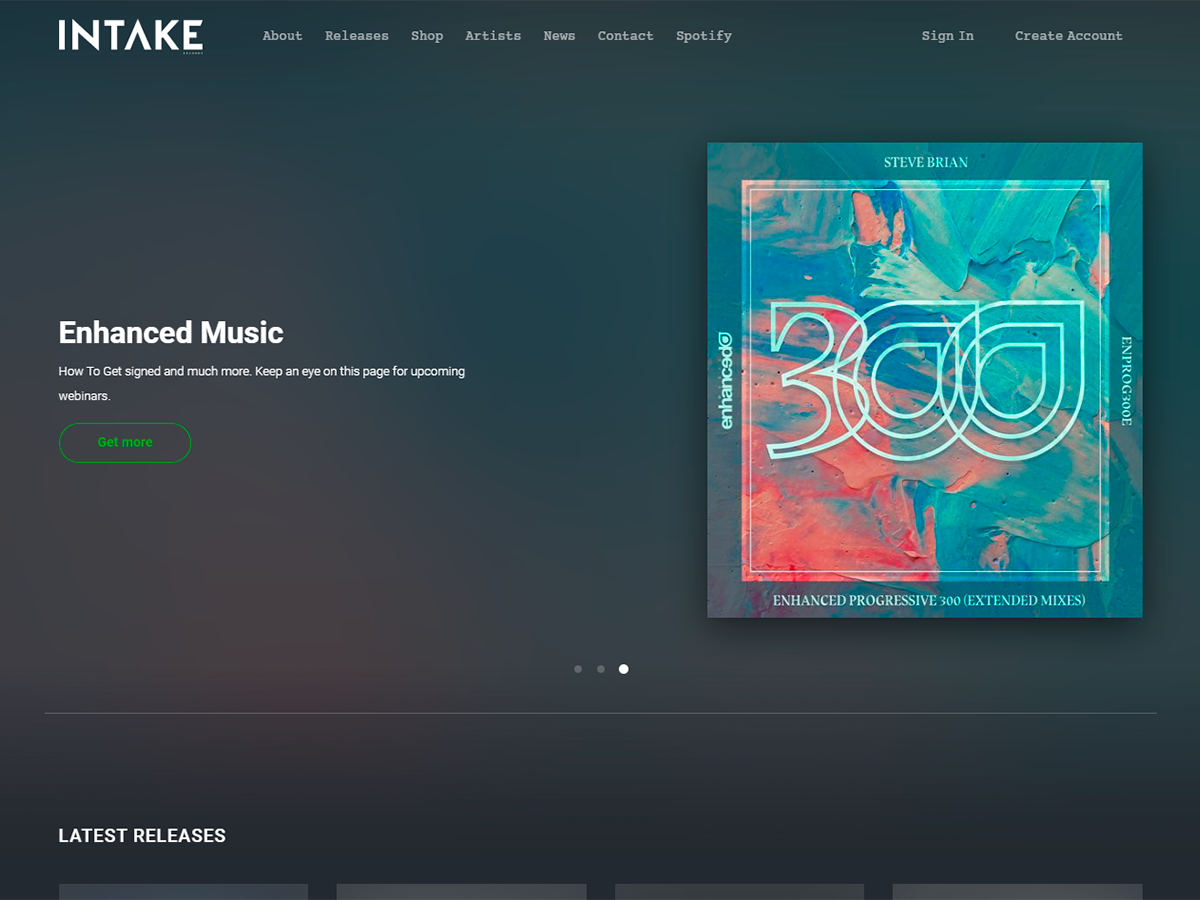 INTAKE
RECORDS
About Releases Shop Artists News Contact Spotify Sign In Create Account
STEVE BRIAN
300
enhanced
ENPROG300E
ENHANCED PROGRESSIVE 300 (EXTENDED MIXES)
Enhanced Music
How To Get signed and much more. Keep an eye on this page for upcoming
webinars.
Get more
LATEST RELEASES